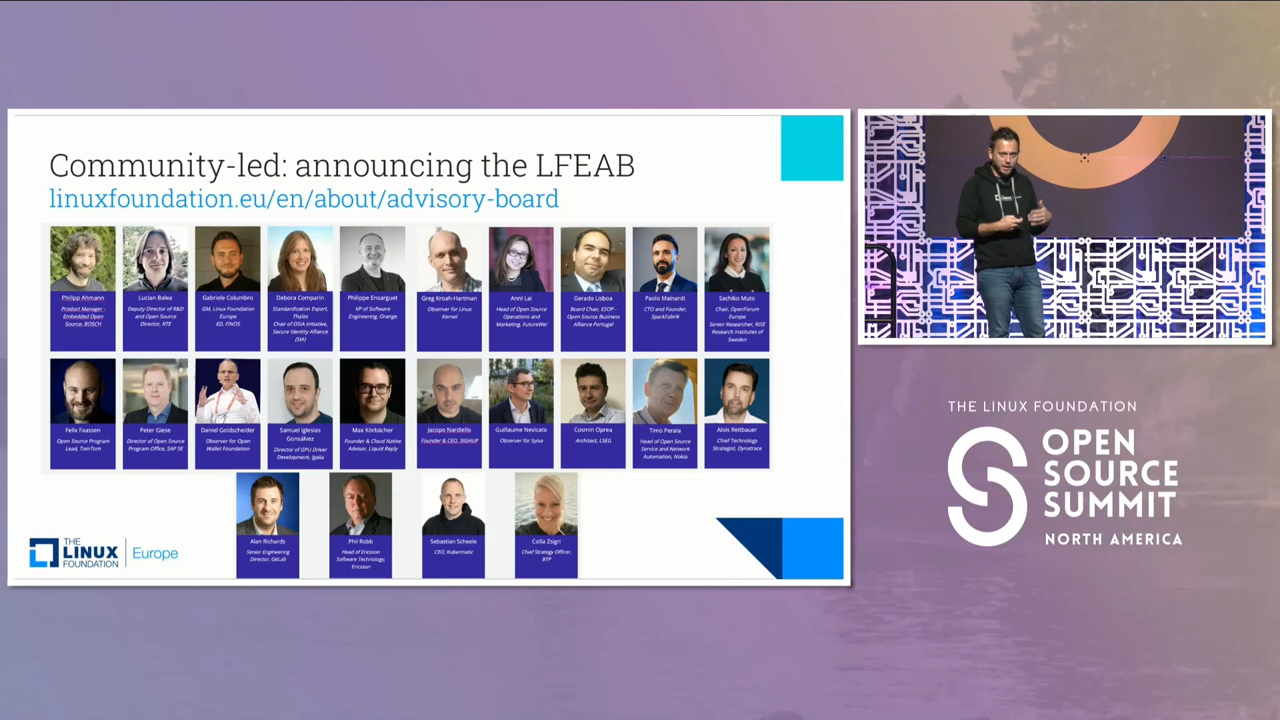 Community-led: announcing the LFEAB
linuxfoundation.eu/en/about/advisory-board
Philipp Ahmann
Product Manager -
Embedded Open
Source, BOSCH
Lucian Balea
Deputy Director of R&D
and Open Source
Director, RTE
Gabriele Columbro
GM, Linux Foundation
Europe
ED, FINOS
Debora Comparin
Standardization Expert,
Thales
Chair of OSIA Initiative,
Secure Identity Alliance
(SIA)
Philippe Ensarguet
VP of Software
Engineering, Orange
Greg Kroah-Hartman
Observer for Linux
Kernel
Anni Lai
Head of Open Source
Operations and
Marketing, FutureWei
Gerado Lisboa
Board Chair, ESOP -
Open Source Business
Alliance Portugal
Paolo Mainardi
CTO and Founder,
SparkFabrik
Sachiko Muto
Chair, OpenForum
Europe
Senior Researcher, RISE
Research Institutes of
Sweden
Felix Faassen
Open Source Program
Lead, TomTom
Peter Giese
Director of Open Source
Program Office, SAP SE
Daniel Goldscheider
Observer for Open
Wallet Foundation
Samuel Iglesias
Gonsálvez
Director of GPU Driver
Development, Igalia
Max Körbächer
Founder & Cloud Native
Advisor, Liquid Reply
Jacopo Nardiello
Founder & CEO, SIGHUP
Guillaume Nevicato
Observer for Sylva
Cosmin Oprea
Architect, LSEG
Timo Perala
Head of Open Source
Service and Network
Automation, Nokia
Alois Reitbauer
Chief Technology
Strategist, Dynatrace
Alan Richards
Senior Engineering
Director, GitLab
Phil Robb
Head of Ericsson
Software Technology,
Ericsson
Sebastian Scheele
CEO, Kubermatic
Csilla Zsigri
Chief Strategy Officer,
BTP
THE
LINUX
FOUNDATION
Europe
THE LINUX FOUNDATION
OPEN
SOURCE
SUMMIT
NORTH AMERICA